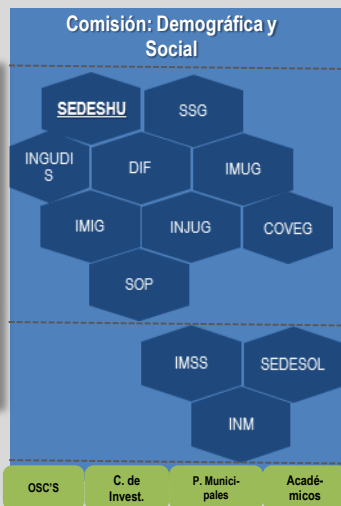 Comisión: Demográfica y
Social
SEDESHU
SSG
INGUDI
S
DIF
IMUG
IMIG
INJUG
COVEG
SOP
IMSS
SEDESOL
INM
OSC'S
C. de
Invest.
P. Munici-
pales
Acadé-
micos